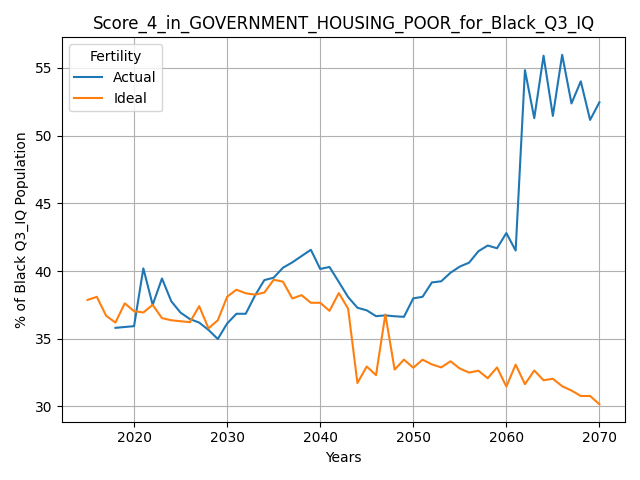 Score_4_in_GOVERNMENT_HOUSING_POOR_for_Black_Q3_IQ
Fertility
Actual
Ideal
% of Black Q3_IQ Population
55
50
45
40
35
30
2020 2030 2040 2050 2060 2070
Years